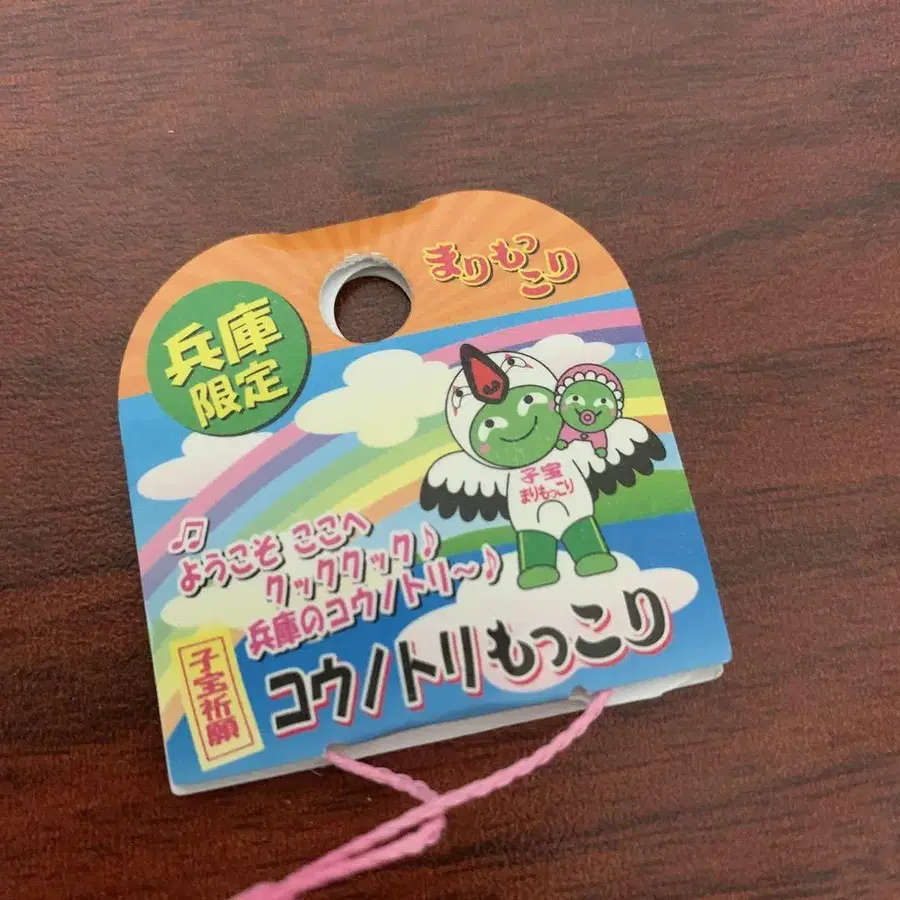 兵庫
限定
まりもっこり
子宝
まりもっこり
♫
ようこそ ここへ
クッククック♪
兵庫のコウノトリ～♪
子宝祈願
コウノトリもっこり